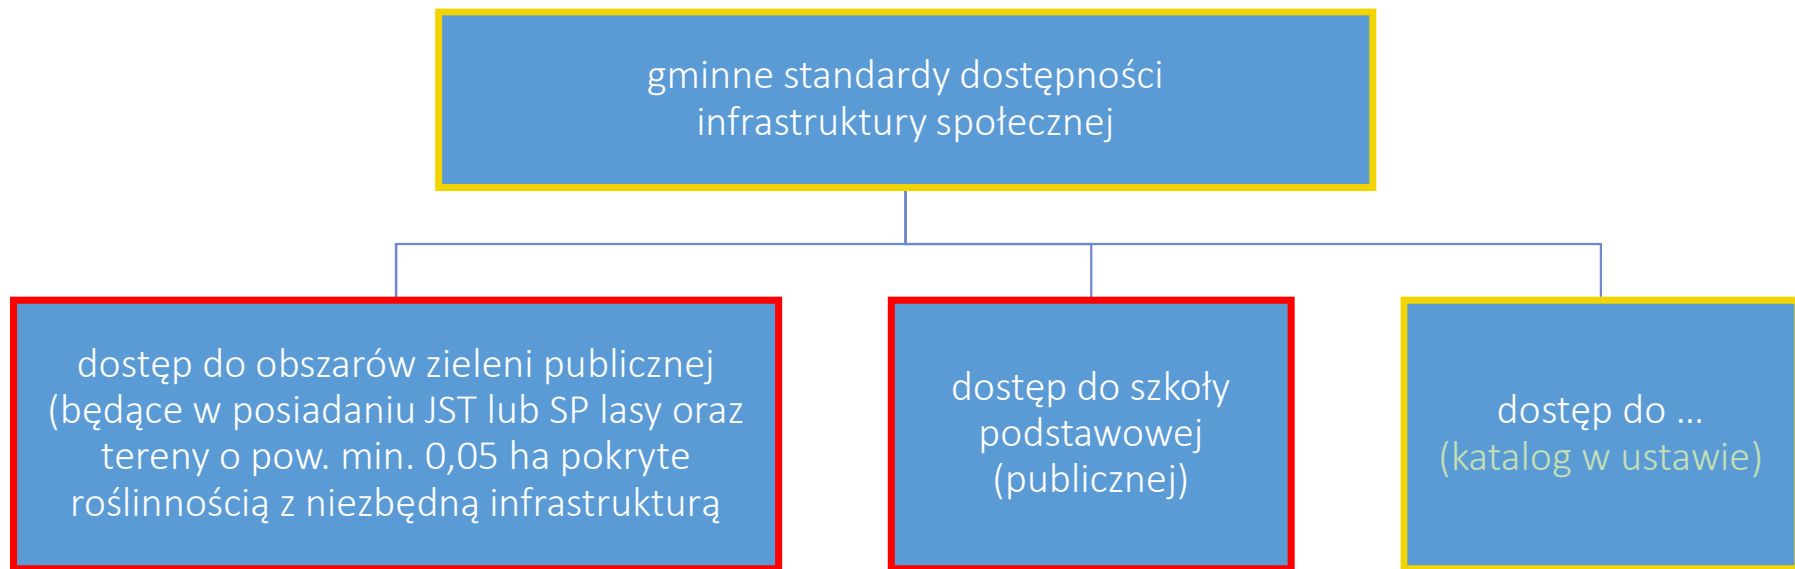 gminne standardy dostępności
infrastruktury społecznej
dostęp do obszarów zieleni publicznej
(będące w posiadaniu JST lub SP lasy oraz
tereny o pow. min. 0,05 ha pokryte
roślinnością z niezbędną infrastrukturą
dostęp do szkoły
podstawowej
(publicznej)
dostęp do ...
(katalog w ustawie)